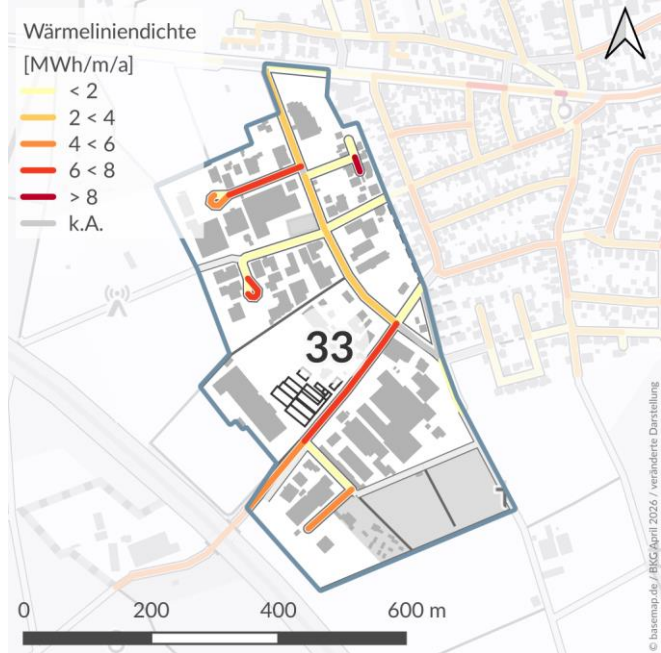 Wärmeliniendichte
[MWh/m/a]
< 2
2 < 4
4 < 6
6 < 8
> 8
k.A.
33
0 200 400 600 m
© basemap.de / BKG April 2026 / veränderte Darstellung